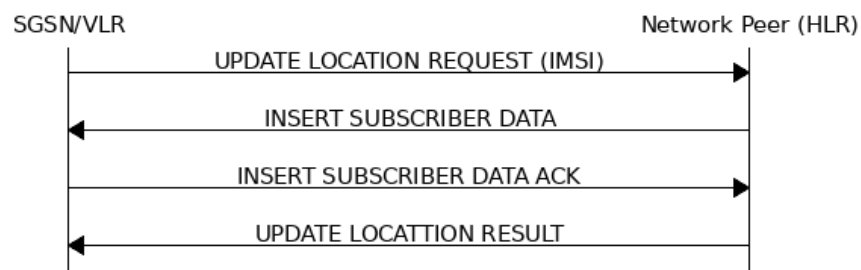 SGSN/VLR Network Peer (HLR)
UPDATE LOCATION REQUEST (IMSI)
INSERT SUBSCRIBER DATA
INSERT SUBSCRIBER DATA ACK
UPDATE LOCATTION RESULT